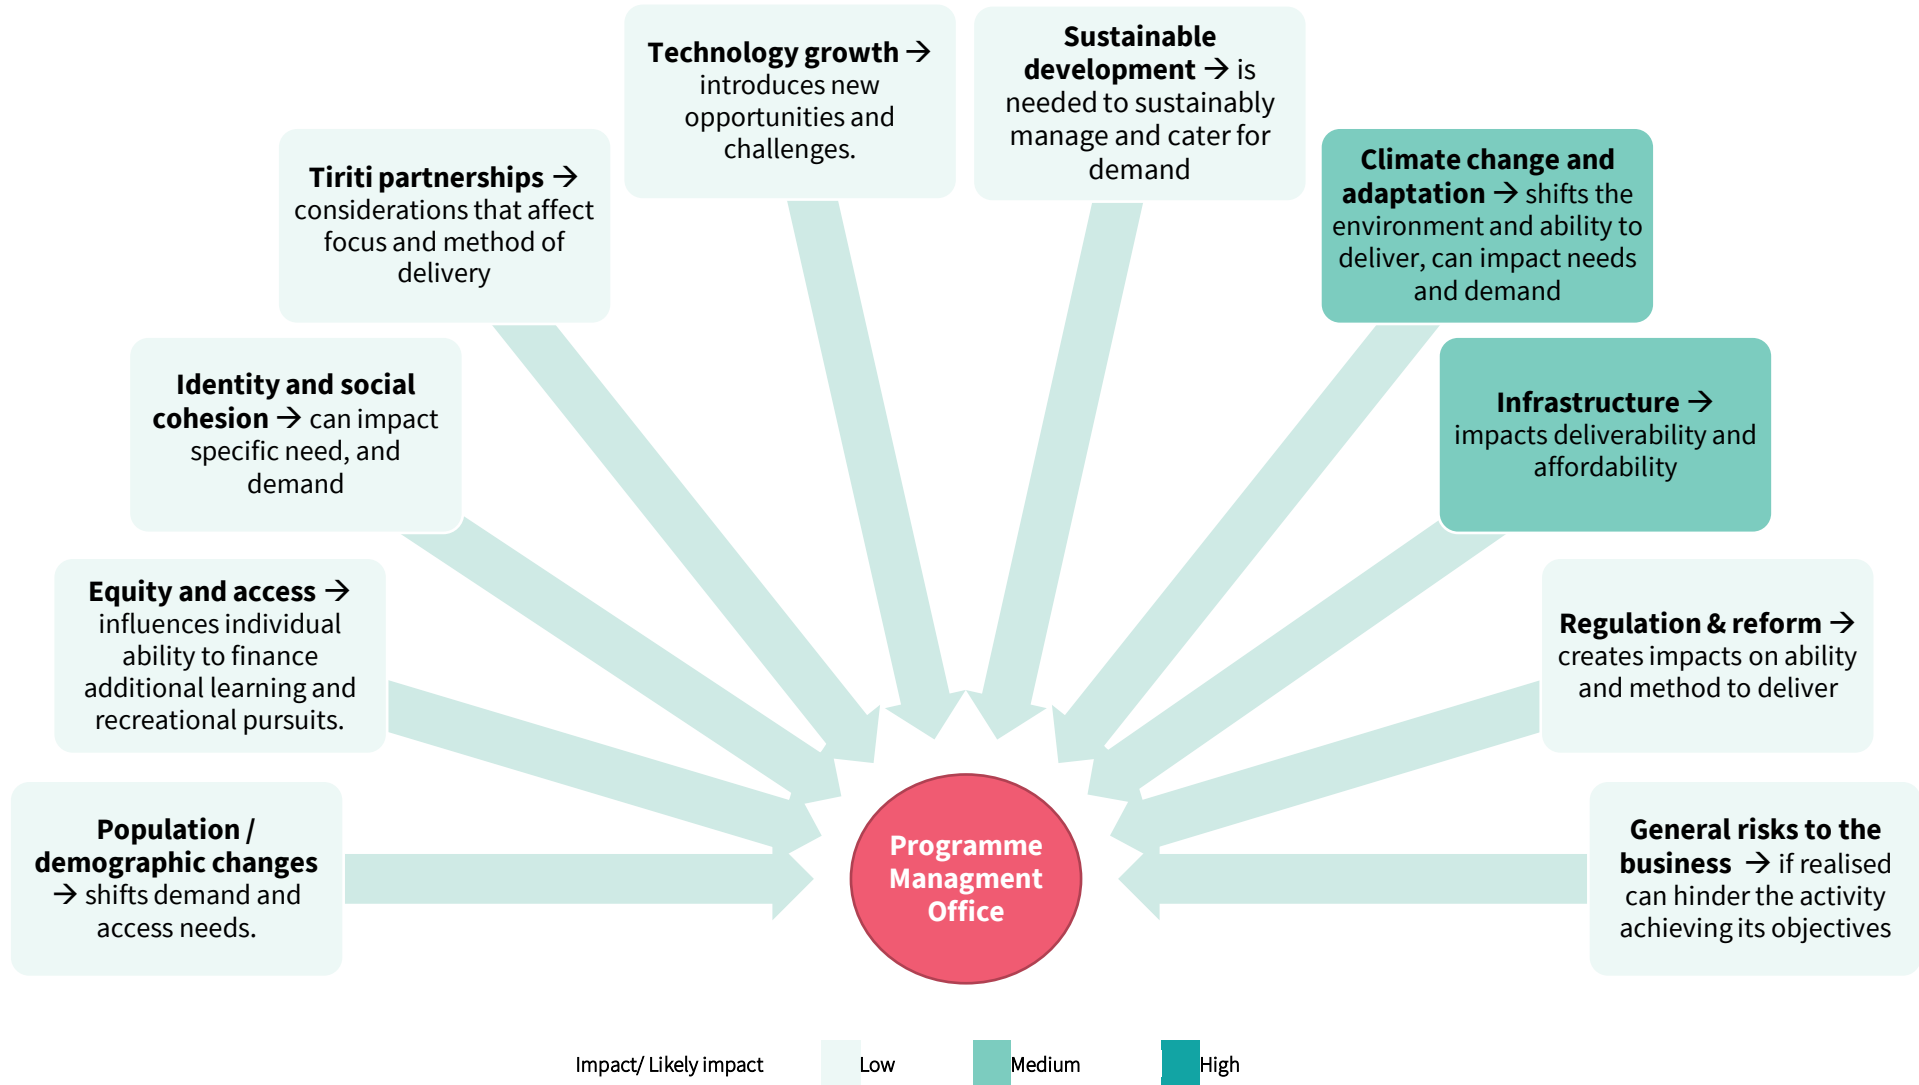 Technology growth →
introduces new
opportunities and
challenges.
Sustainable
development → is
needed to sustainably
manage and cater for
demand
Tiriti partnerships →
considerations that affect
focus and method of
delivery
Climate change and
adaptation → shifts the
environment and ability to
deliver, can impact needs
and demand
Identity and social
cohesion → can impact
specific need, and
demand
Infrastructure →
impacts deliverability and
affordability
Equity and access →
influences individual
ability to finance
additional learning and
recreational pursuits.
Regulation & reform →
creates impacts on ability
and method to deliver
Population /
demographic changes
→ shifts demand and
access needs.
Programme
Managment
Office
General risks to the
business → if realised
can hinder the activity
achieving its objectives
Impact/ Likely impact Low Medium High